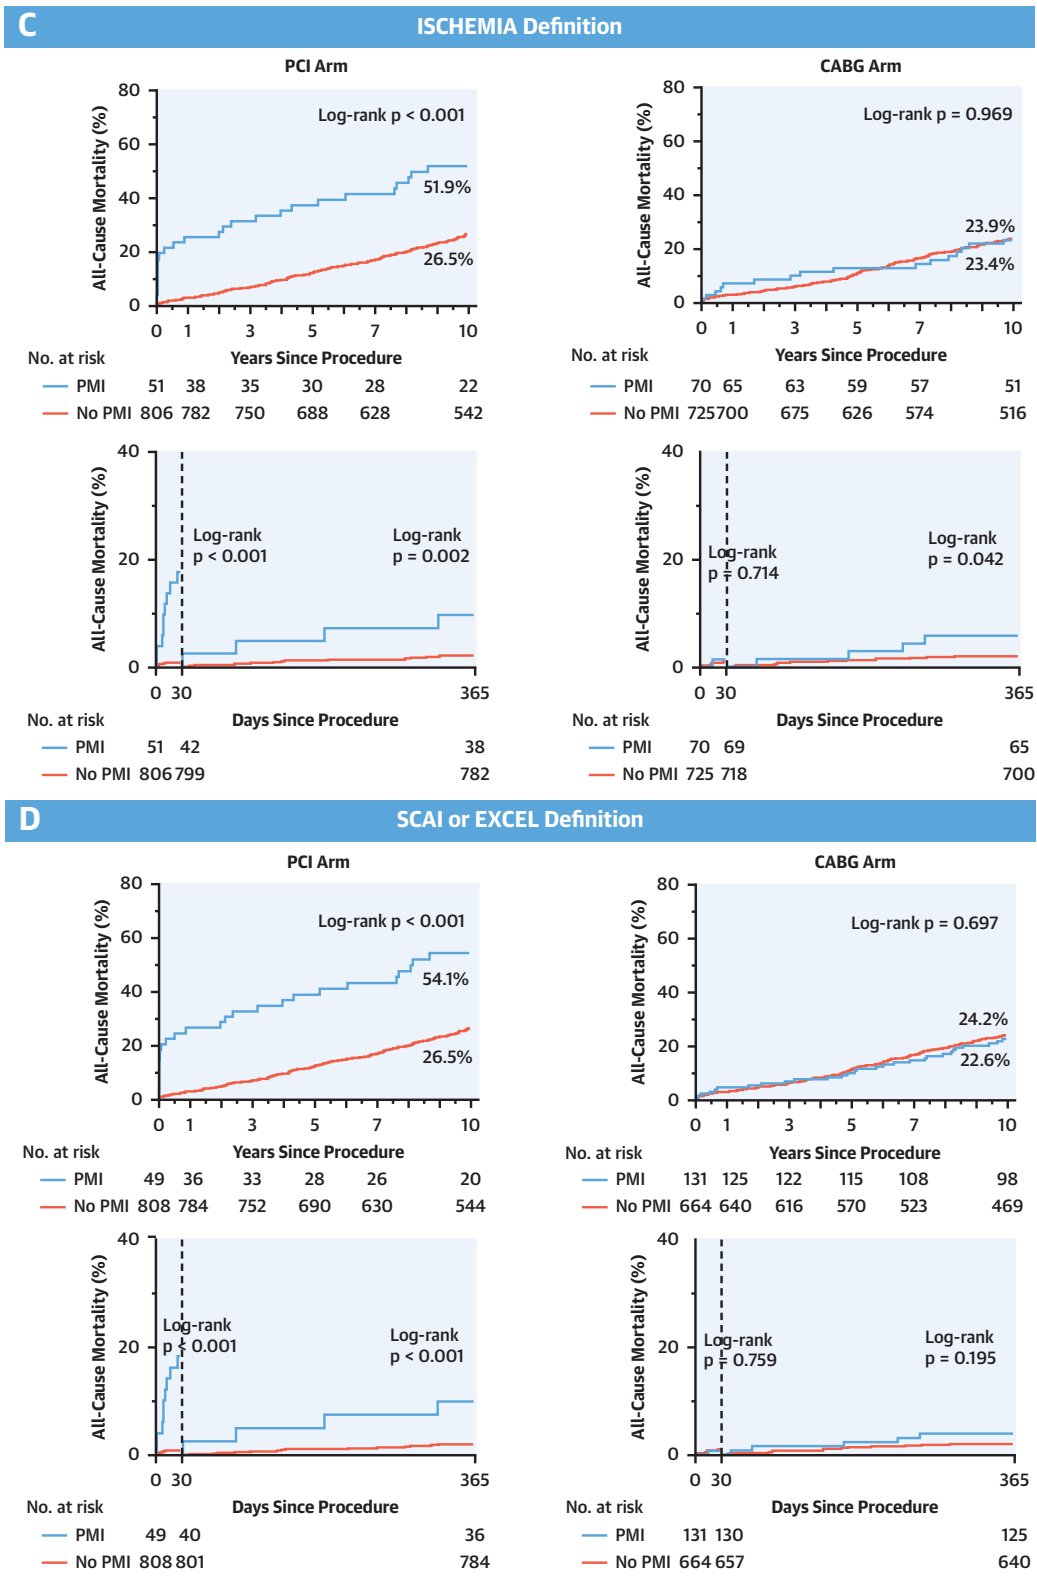 C ISCHEMIA Definition
PCI Arm
All-Cause Mortality (%)
80
60
40
20
0
Log-rank p < 0.001
51.9%
26.5%
0 1 3 5 7 10
Years Since Procedure
No. at risk
PMI 51 38 35 30 28 22
No PMI 806 782 750 688 628 542
CABG Arm
All-Cause Mortality (%)
80
60
40
20
0
Log-rank p = 0.969
23.9%
23.4%
0 1 3 5 7 10
Years Since Procedure
No. at risk
PMI 70 65 63 59 57 51
No PMI 725 700 675 626 574 516
All-Cause Mortality (%)
40
20
0
Log-rank
p < 0.001
Log-rank
p = 0.002
0 30 365
Days Since Procedure
No. at risk
PMI 51 42 38
No PMI 806 799 782
All-Cause Mortality (%)
40
20
0
Log-rank
p = 0.714
Log-rank
p = 0.042
0 30 365
Days Since Procedure
No. at risk
PMI 70 69 65
No PMI 725 718 700
D SCAI or EXCEL Definition
PCI Arm
All-Cause Mortality (%)
80
60
40
20
0
Log-rank p < 0.001
54.1%
26.5%
0 1 3 5 7 10
Years Since Procedure
No. at risk
PMI 49 36 33 28 26 20
No PMI 808 784 752 690 630 544
CABG Arm
All-Cause Mortality (%)
80
60
40
20
0
Log-rank p = 0.697
24.2%
22.6%
0 1 3 5 7 10
Years Since Procedure
No. at risk
PMI 131 125 122 115 108 98
No PMI 664 640 616 570 523 469
All-Cause Mortality (%)
40
20
0
Log-rank
p < 0.001
Log-rank
p < 0.001
0 30 365
Days Since Procedure
No. at risk
PMI 49 40 36
No PMI 808 801 784
All-Cause Mortality (%)
40
20
0
Log-rank
p = 0.759
Log-rank
p = 0.195
0 30 365
Days Since Procedure
No. at risk
PMI 131 130 125
No PMI 664 657 640